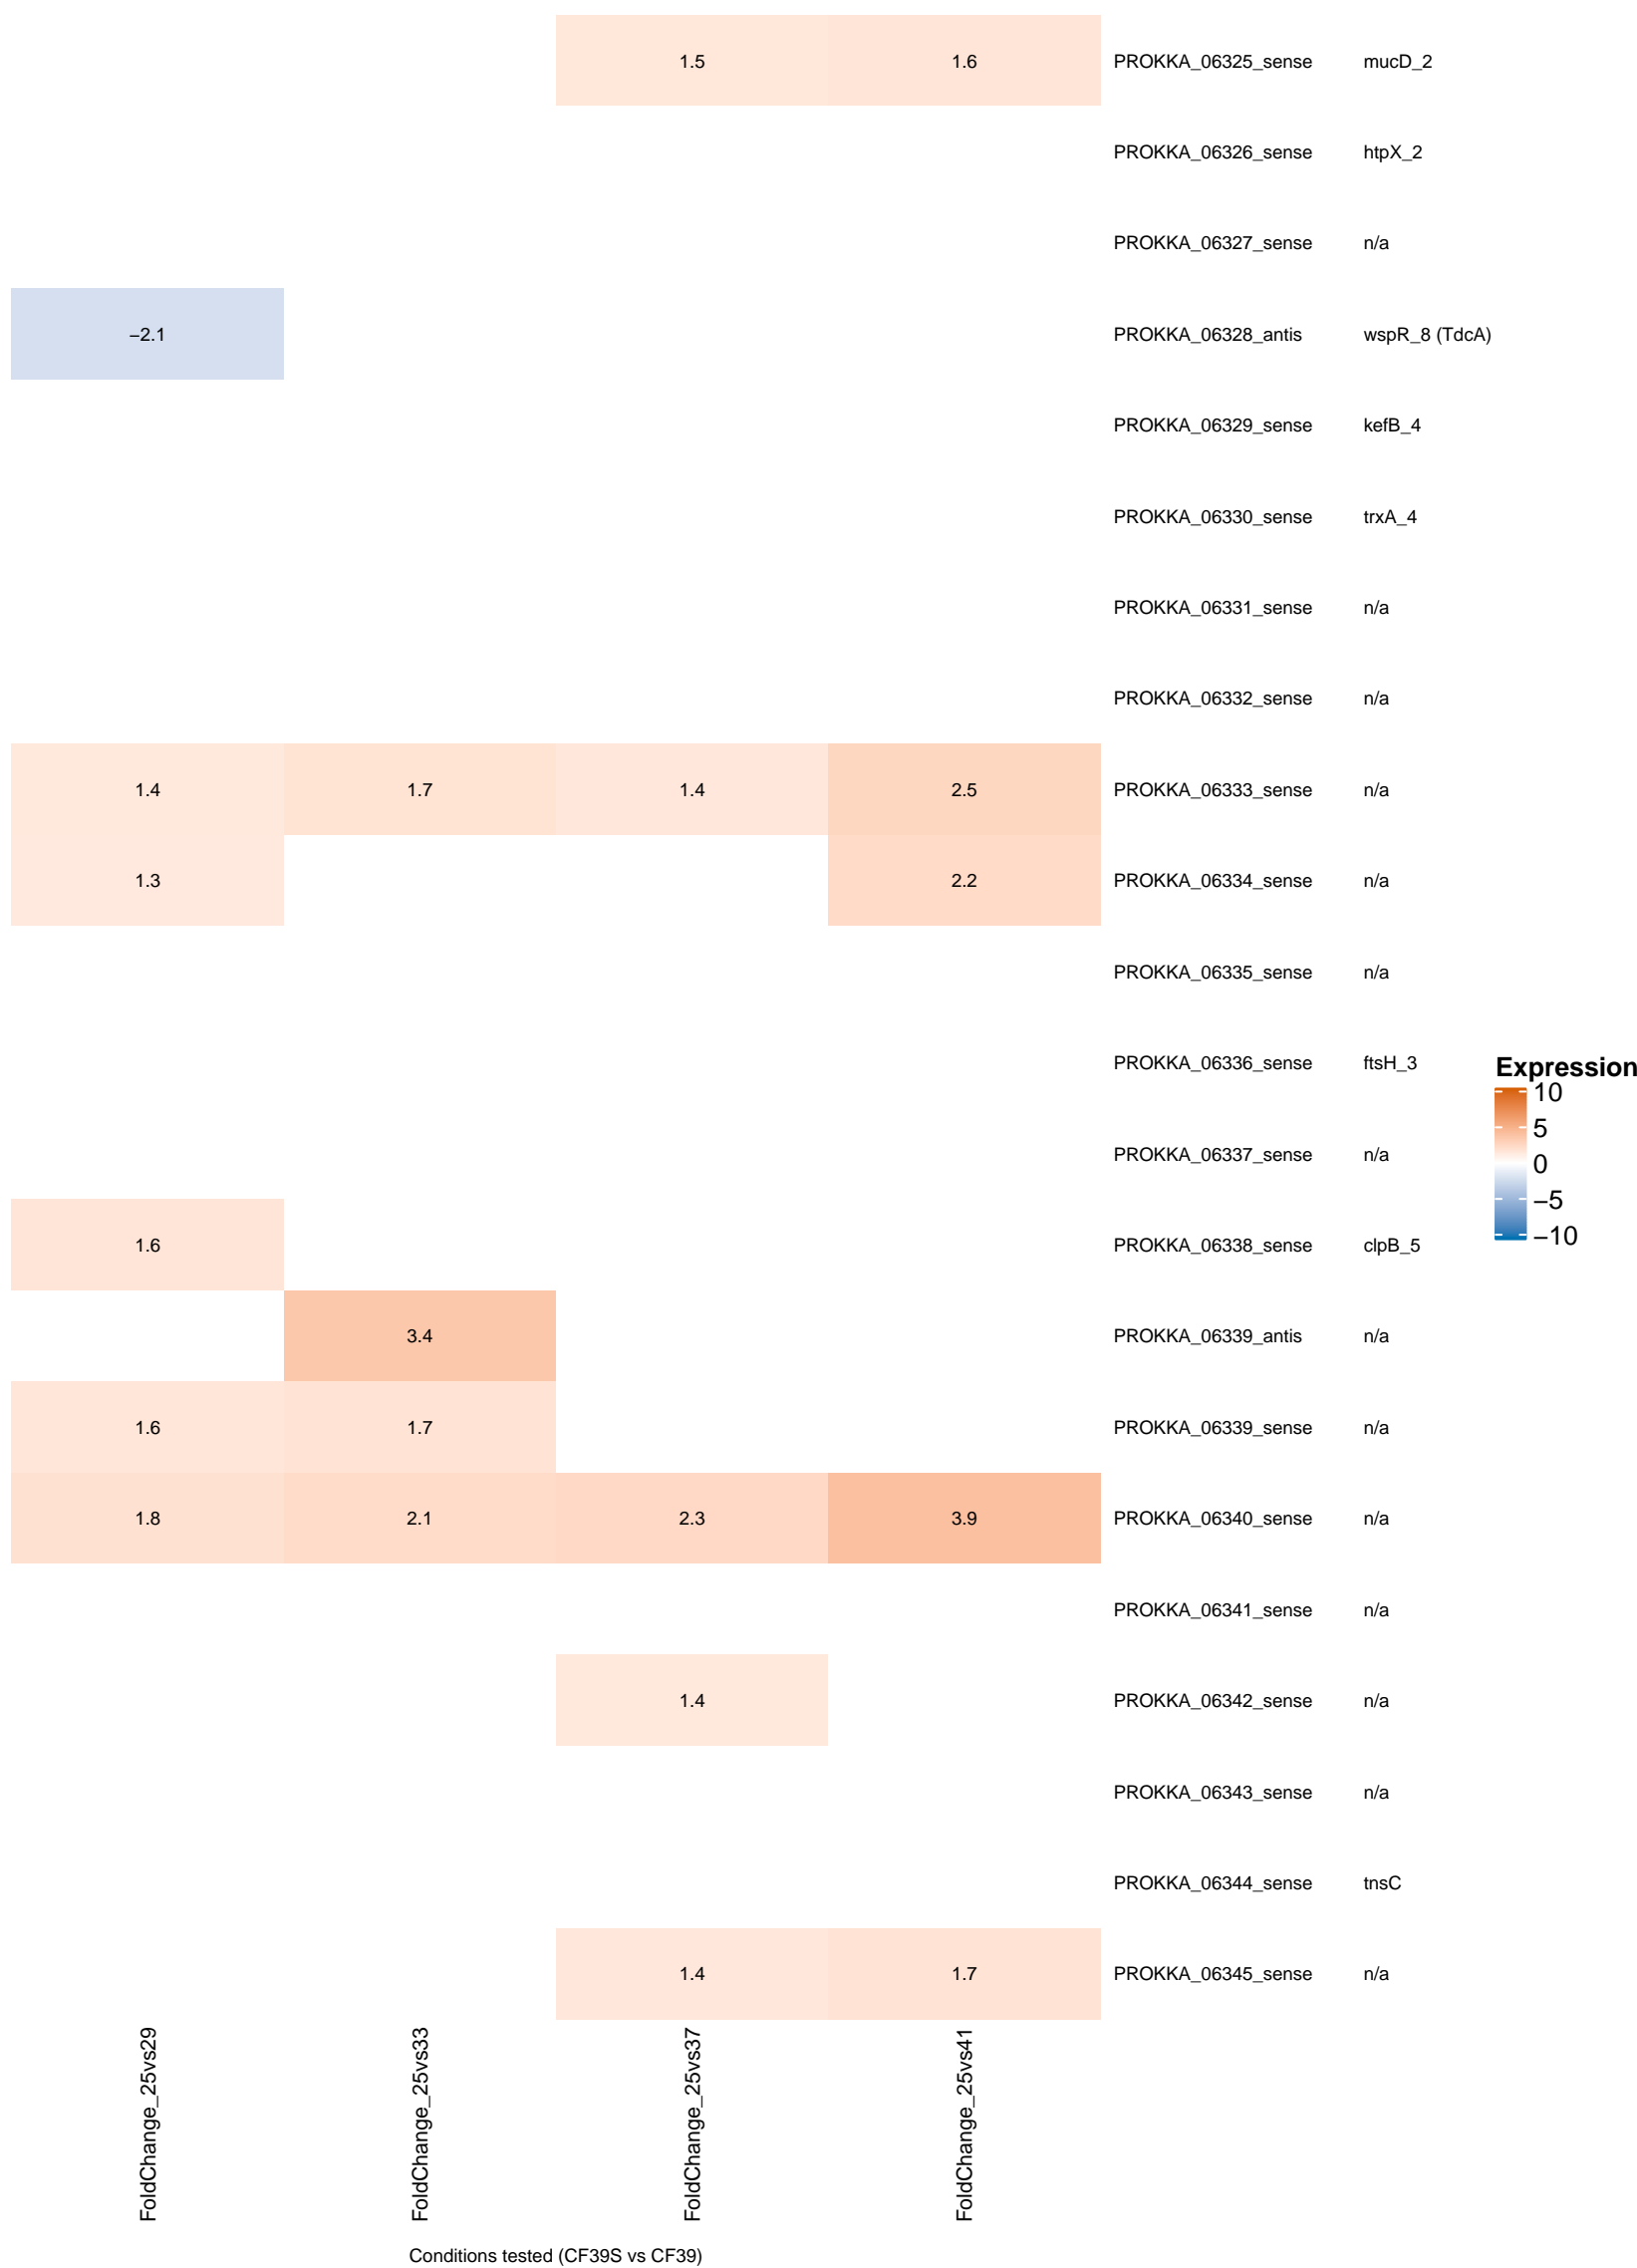 1.5 1.6 PROKKA_06325_sense mucD_2
PROKKA_06326_sense htpX_2
PROKKA_06327_sense n/a
−2.1 PROKKA_06328_antis wspR_8 (TdcA)
PROKKA_06329_sense kefB_4
PROKKA_06330_sense trxA_4
PROKKA_06331_sense n/a
PROKKA_06332_sense n/a
1.4 1.7 1.4 2.5 PROKKA_06333_sense n/a
1.3 2.2 PROKKA_06334_sense n/a
PROKKA_06335_sense n/a
PROKKA_06336_sense ftsH_3
PROKKA_06337_sense n/a
1.6 PROKKA_06338_sense clpB_5
3.4 PROKKA_06339_antis n/a
1.6 1.7 PROKKA_06339_sense n/a
1.8 2.1 2.3 3.9 PROKKA_06340_sense n/a
PROKKA_06341_sense n/a
1.4 PROKKA_06342_sense n/a
PROKKA_06343_sense n/a
PROKKA_06344_sense tnsC
1.4 1.7 PROKKA_06345_sense n/a
Expression
10
5
0
−5
−10
FoldChange_25vs29
FoldChange_25vs33
FoldChange_25vs37
FoldChange_25vs41
Conditions tested (CF39S vs CF39)